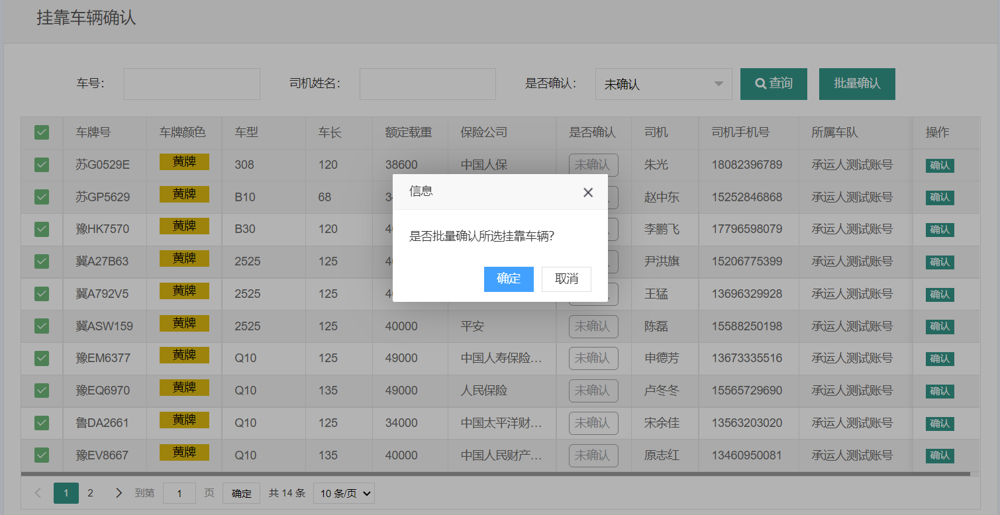 挂靠车辆确认
车号： 司机姓名： 是否确认： 未确认 查询 批量确认
车牌号 车牌颜色 车型 车长 额定载重 保险公司 是否确认 司机 司机手机号 所属车队 操作
苏G0529E 黄牌 308 120 38600 中国人保 未确认 朱光 18082396789 承运人测试账号 确认
苏GP5629 黄牌 B10 68 赵中东 15252846868 承运人测试账号 确认
豫HK7570 黄牌 B30 120 李鹏飞 17796598079 承运人测试账号 确认
冀A27B63 黄牌 2525 125 尹洪旗 15206775399 承运人测试账号 确认
冀A792V5 黄牌 2525 125 王猛 13696329928 承运人测试账号 确认
冀ASW159 黄牌 2525 125 40000 平安 未确认 陈磊 15588250198 承运人测试账号 确认
豫EM6377 黄牌 Q10 125 49000 中国人寿保险... 未确认 申德芳 13673335516 承运人测试账号 确认
豫EQ6970 黄牌 Q10 135 49000 人民保险 未确认 卢冬冬 15565729690 承运人测试账号 确认
鲁DA2661 黄牌 Q10 125 34000 中国太平洋财... 未确认 宋余佳 13563203020 承运人测试账号 确认
豫EV8667 黄牌 Q10 135 40000 中国人民财产... 未确认 原志红 13460950081 承运人测试账号 确认
信息
是否批量确认所选挂靠车辆?
确定 取消
1 2 到第 1 页 确定 共 14 条 10 条/页